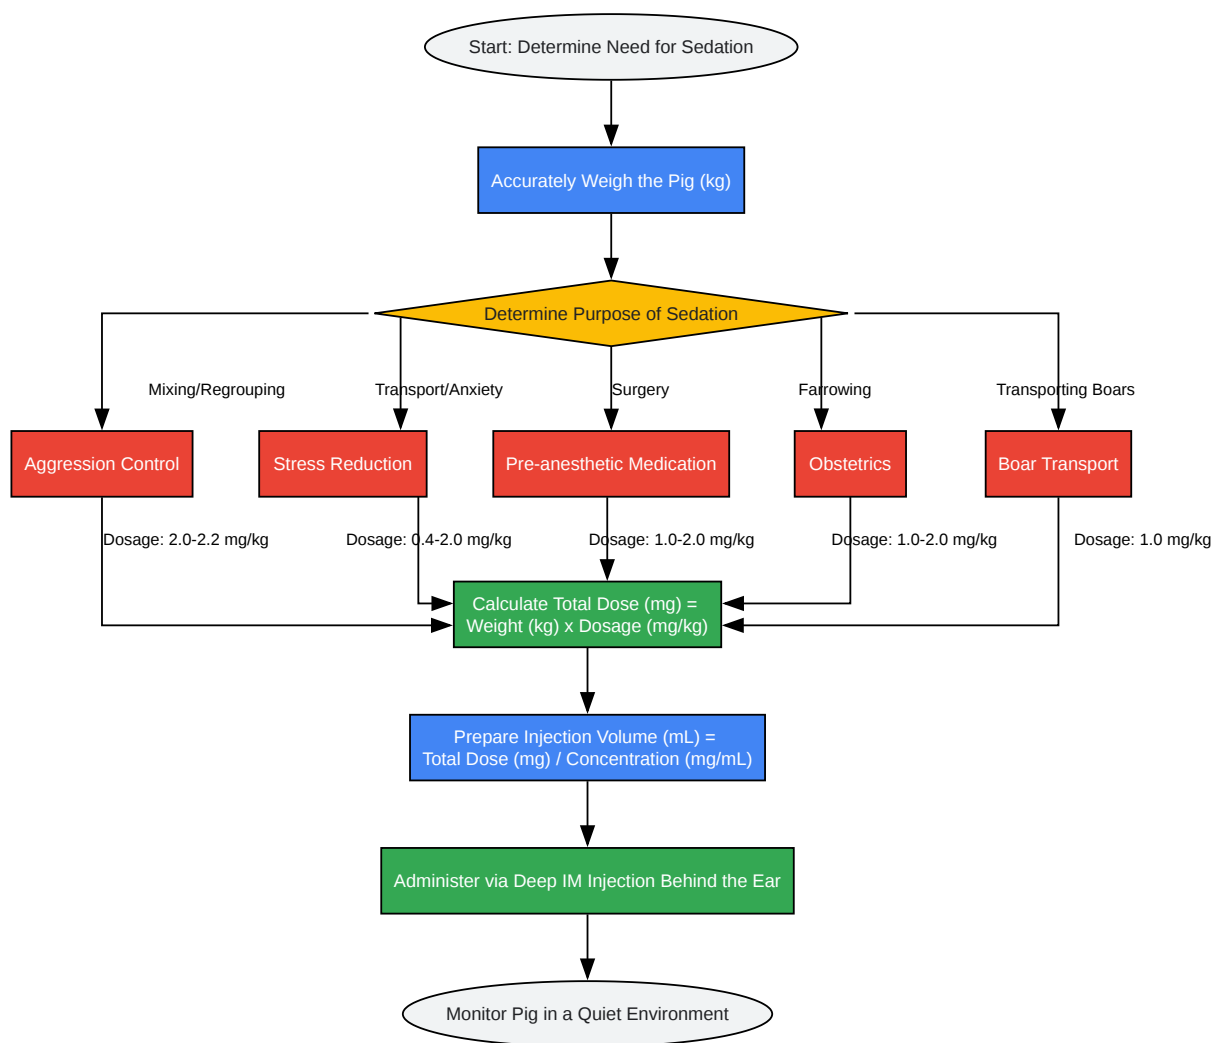 Start: Determine Need for Sedation
Accurately Weigh the Pig (kg)
Determine Purpose of Sedation
Mixing/Regrouping
Transport/Anxiety
Surgery
Farrowing
Transporting Boars
Aggression Control
Stress Reduction
Pre-anesthetic Medication
Obstetrics
Boar Transport
Dosage: 2.0-2.2 mg/kg
Dosage: 0.4-2.0 mg/kg
Dosage: 1.0-2.0 mg/kg
Dosage: 1.0-2.0 mg/kg
Dosage: 1.0 mg/kg
Calculate Total Dose (mg) =
Weight (kg) x Dosage (mg/kg)
Prepare Injection Volume (mL) =
Total Dose (mg) / Concentration (mg/mL)
Administer via Deep IM Injection Behind the Ear
Monitor Pig in a Quiet Environment